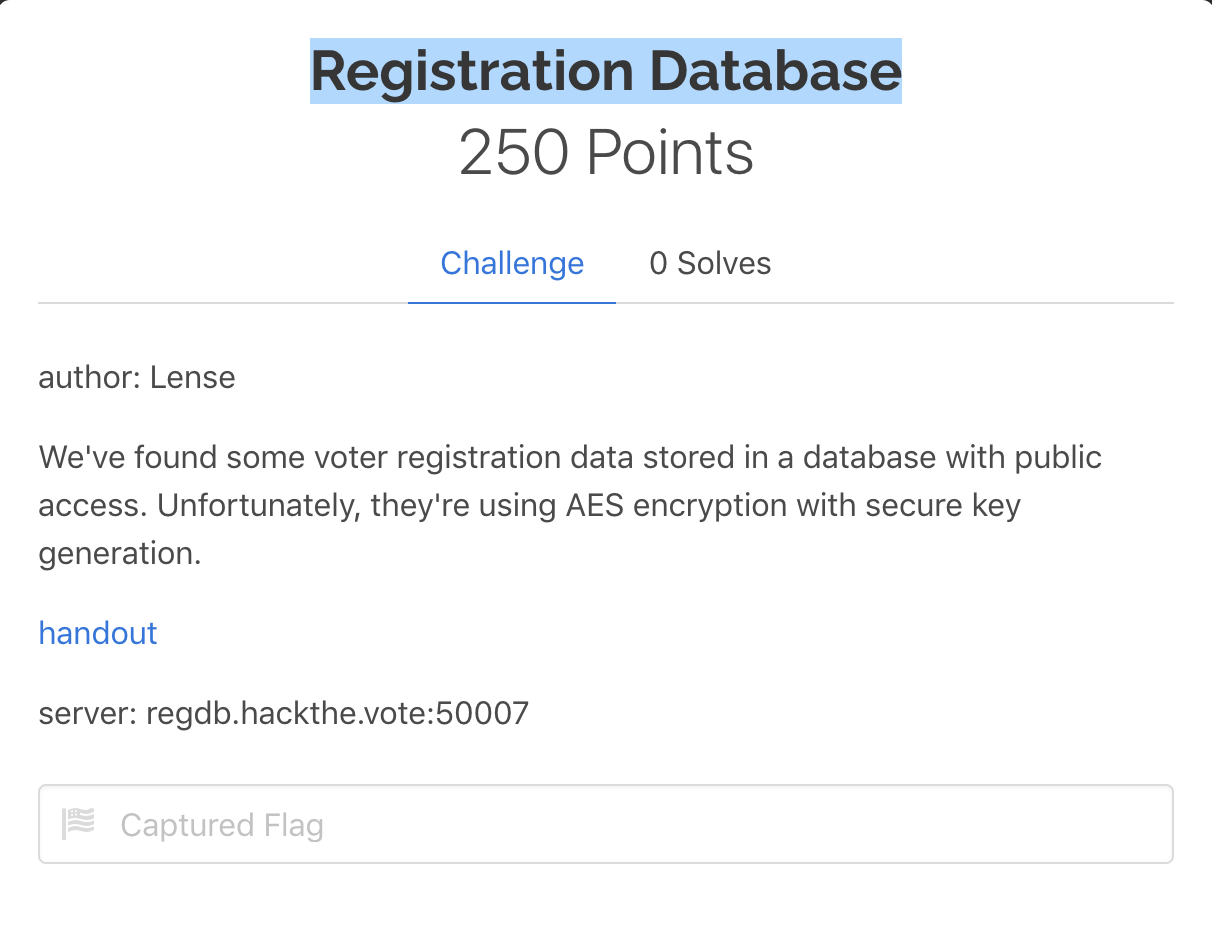 Registration Database
250 Points
Challenge
0 Solves
author: Lense
We've found some voter registration data stored in a database with public
access. Unfortunately, they're using AES encryption with secure key
generation.
handout
server: regdb.hackthe.vote:50007
Captured Flag